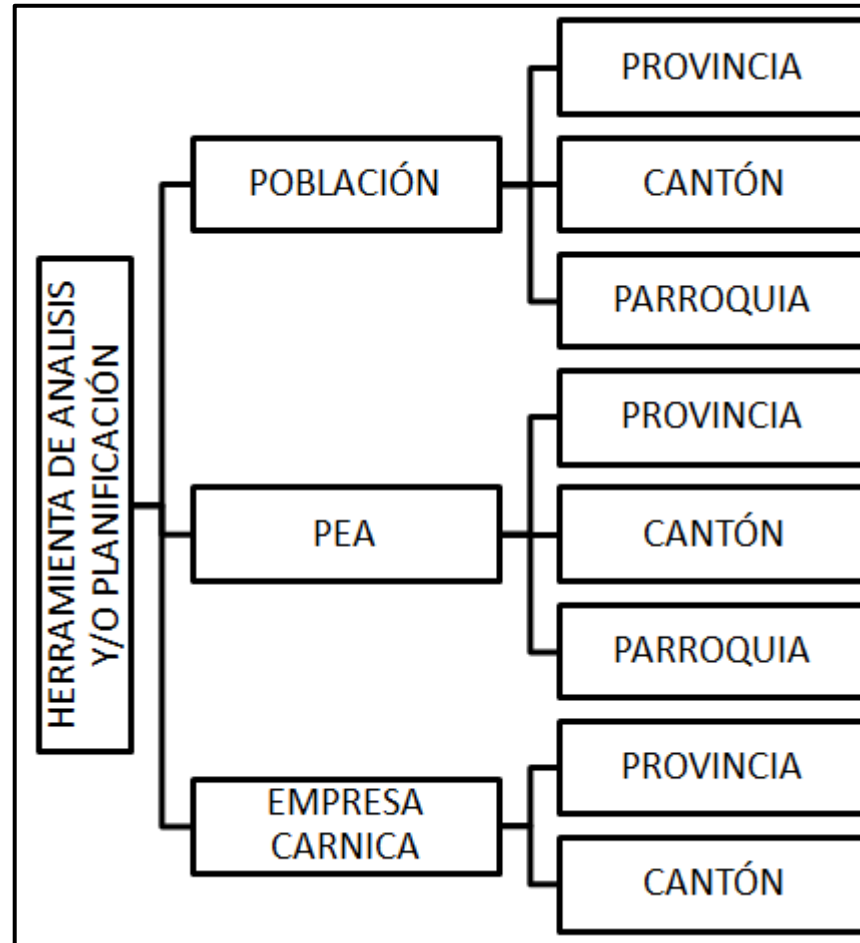 HERRAMIENTA DE ANALISIS
Y/O PLANIFICACIÓN
POBLACIÓN
PROVINCIA
CANTÓN
PARROQUIA
PEA
PROVINCIA
CANTÓN
PARROQUIA
EMPRESA
CARNICA
PROVINCIA
CANTÓN